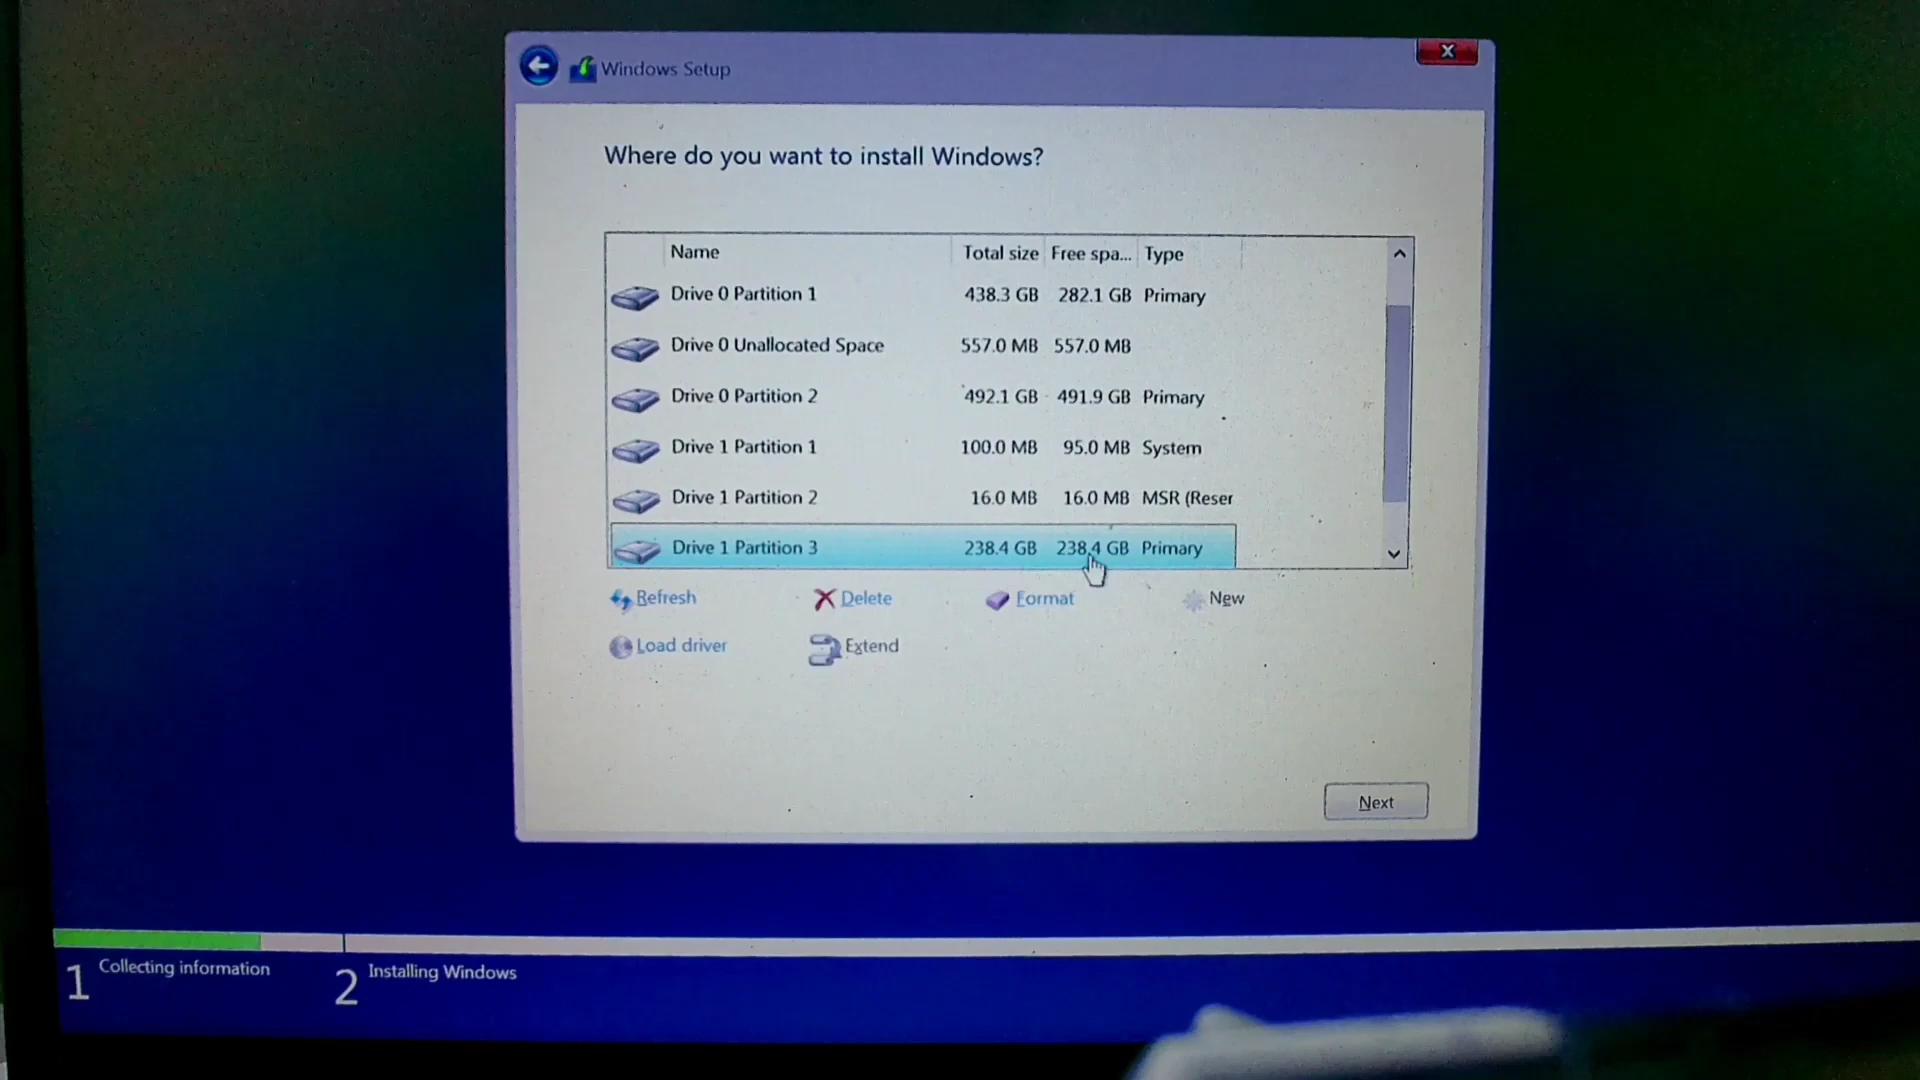 Windows Setup
Where do you want to install Windows?
Name Total size Free spa... Type
Drive 0 Partition 1 438.3 GB 282.1 GB Primary
Drive 0 Unallocated Space 557.0 MB 557.0 MB
Drive 0 Partition 2 492.1 GB 491.9 GB Primary
Drive 1 Partition 1 100.0 MB 95.0 MB System
Drive 1 Partition 2 16.0 MB 16.0 MB MSR (Reser
Drive 1 Partition 3 238.4 GB 238.4 GB Primary
Refresh Delete Format New
Load driver Extend
Next
1 Collecting information 2 Installing Windows